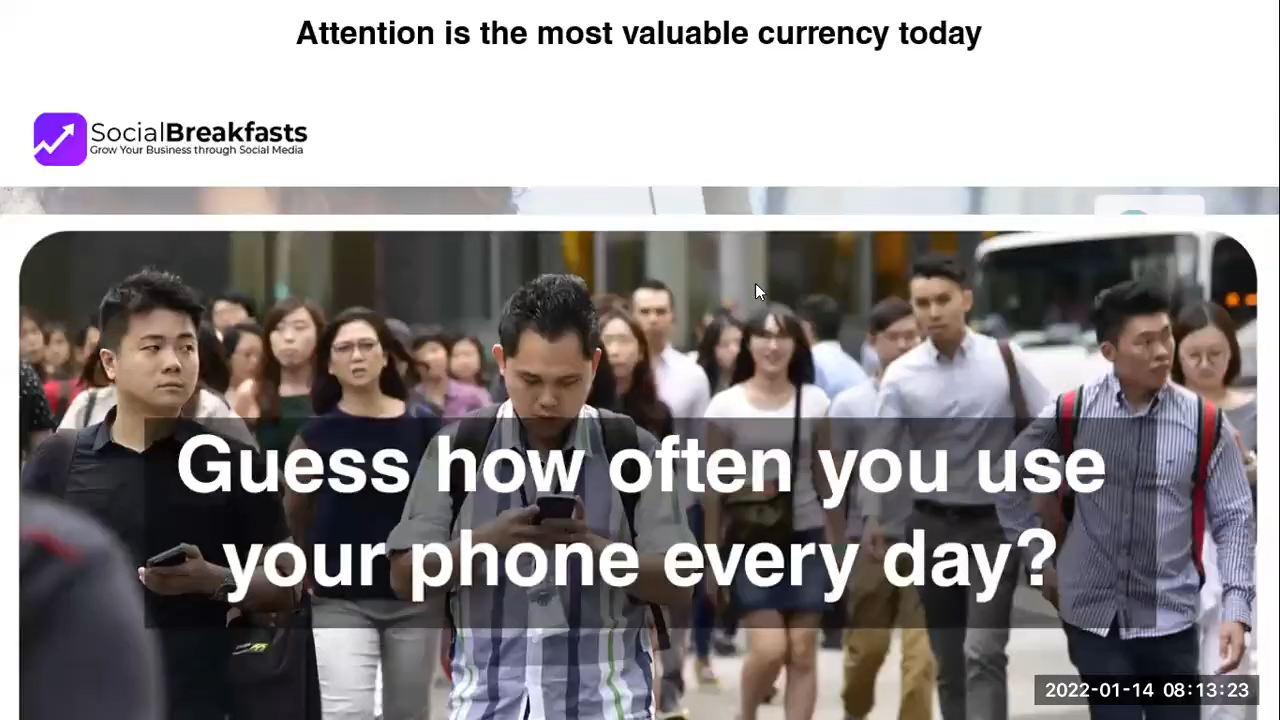 Attention is the most valuable currency today
SocialBreakfasts
Grow Your Business through Social Media
Guess how often you use
your phone every day?
2022-01-14 08:13:23